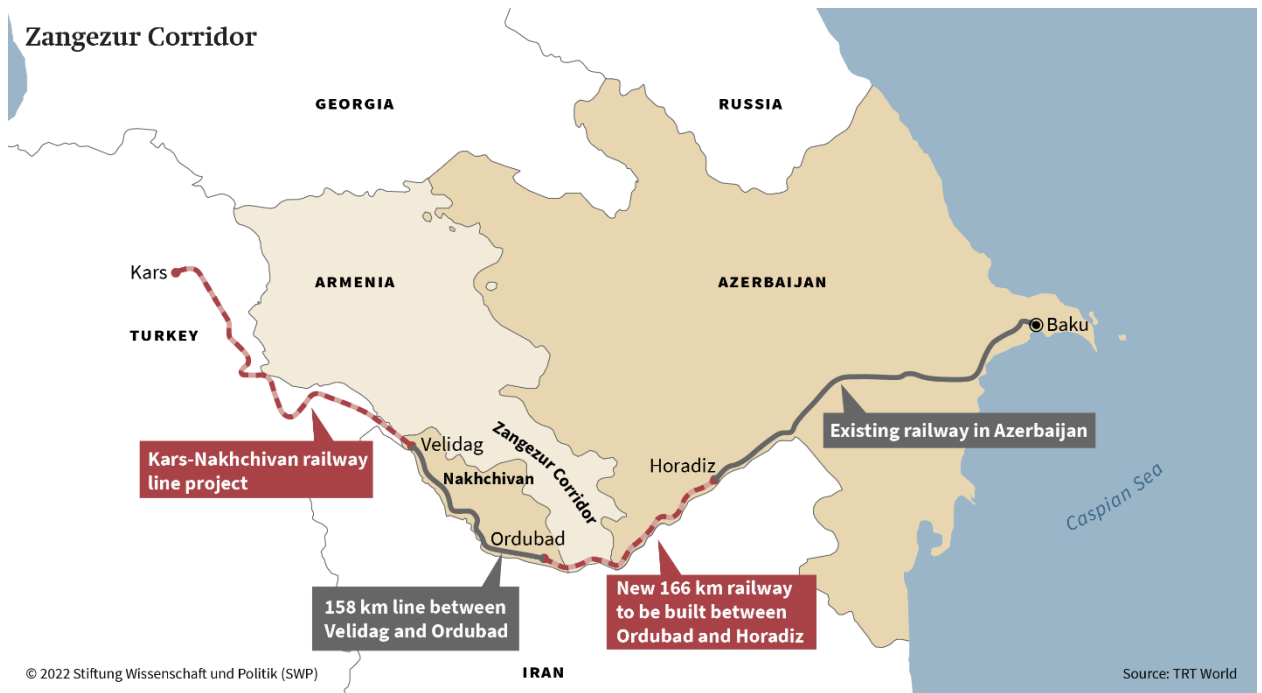 Zangezur Corridor
GEORGIA
RUSSIA
Kars
ARMENIA
AZERBAIJAN
TURKEY
Baku
Existing railway in Azerbaijan
Velidag
Zangezur Corridor
Kars-Nakhchivan railway
line project
Horadiz
Nakhchivan
Caspian Sea
Ordubad
158 km line between
Velidag and Ordubad
New 166 km railway
to be built between
Ordubad and Horadiz
© 2022 Stiftung Wissenschaft und Politik (SWP)
IRAN
Source: TRT World